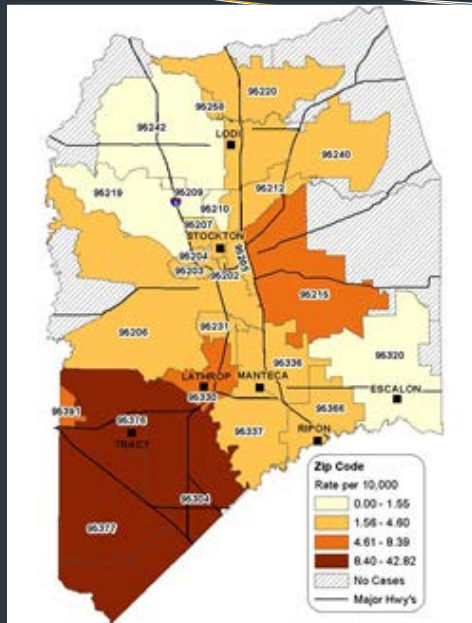 95220
95258
95242
LODI
95240
95219
95209
95212
95210
5
95207
STOCKTON
95204
95205
95203
95202
95215
95206
95231
95336
95320
LATHROP
MANTECA
95330
ESCALON
95391
95376
95366
TRACY
95337
RIPON
95304
95377
Zip Code
Rate per 10,000
0.00 - 1.55
1.56 - 4.60
4.61 - 8.39
8.40 - 42.82
No Cases
Major Hwy's